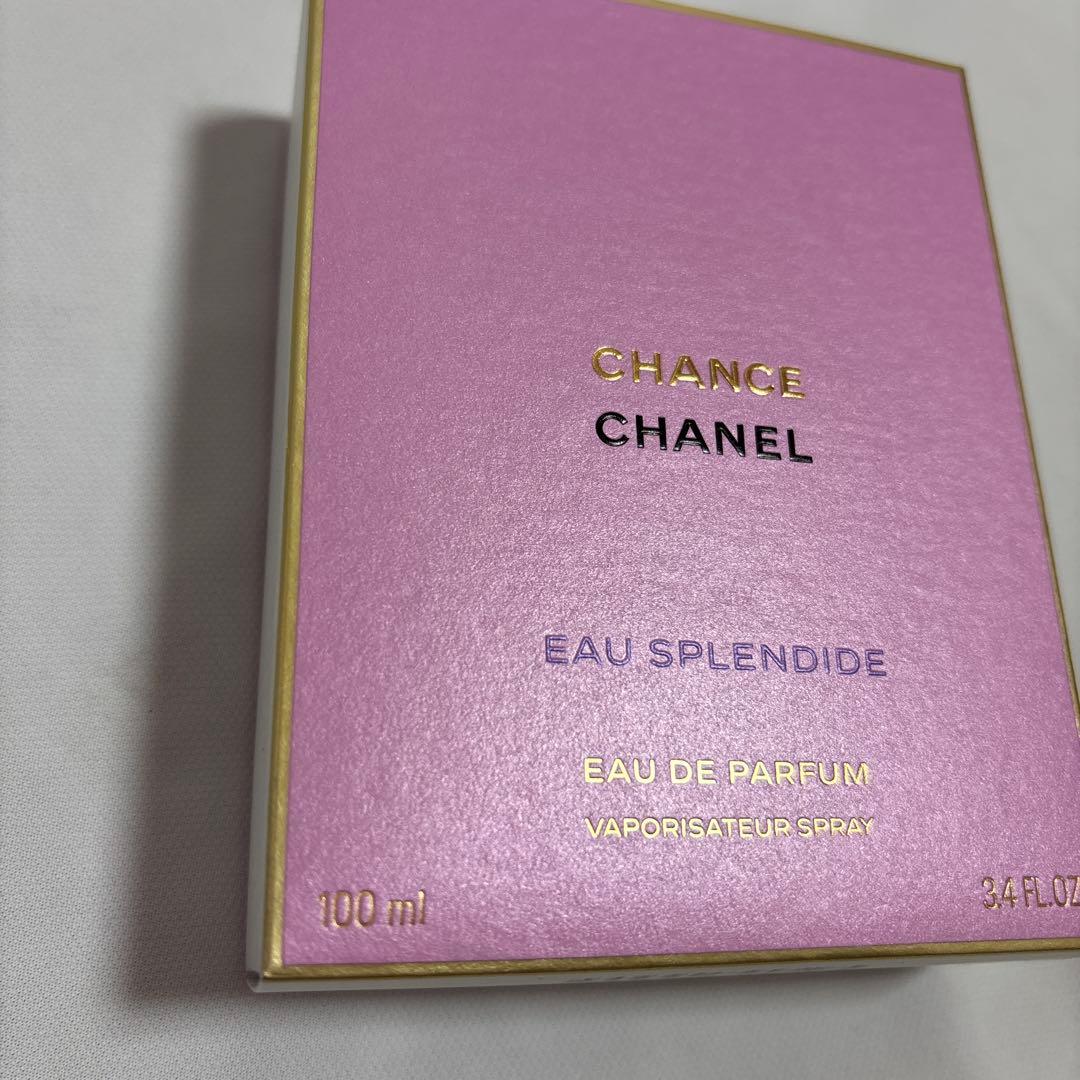 CHANCE
CHANEL
EAU SPLENDIDE
EAU DE PARFUM
VAPORISATEUR SPRAY
100 ml
3.4 FL.OZ